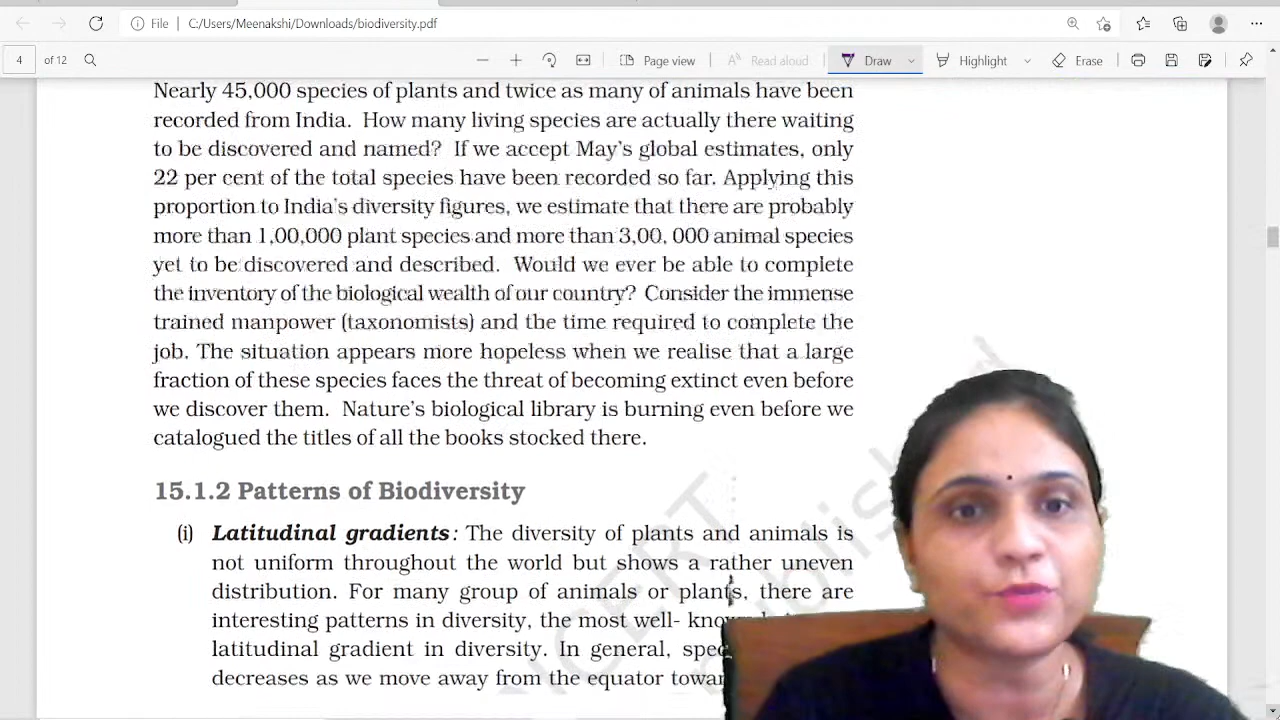 File
C:/Users/Meenakshi/Downloads/biodiversity.pdf
4 of 12
Page view
Read aloud
Draw
Highlight
Erase
Nearly 45,000 species of plants and twice as many of animals have been
recorded from India. How many living species are actually there waiting
to be discovered and named? If we accept May's global estimates, only
22 per cent of the total species have been recorded so far. Applying this
proportion to India's diversity figures, we estimate that there are probably
more than 1,00,000 plant species and more than 3,00, 000 animal species
yet to be discovered and described. Would we ever be able to complete
the inventory of the biological wealth of our country? Consider the immense
trained manpower (taxonomists) and the time required to complete the
job. The situation appears more hopeless when we realise that a large
fraction of these species faces the threat of becoming extinct even before
we discover them. Nature's biological library is burning even before we
catalogued the titles of all the books stocked there.
15.1.2 Patterns of Biodiversity
(i) Latitudinal gradients: The diversity of plants and animals is
not uniform throughout the world but shows a rather uneven
distribution. For many group of animals or plants, there are
interesting patterns in diversity, the most well-
latitudinal gradient in diversity. In general,
decreases as we move away from the equator